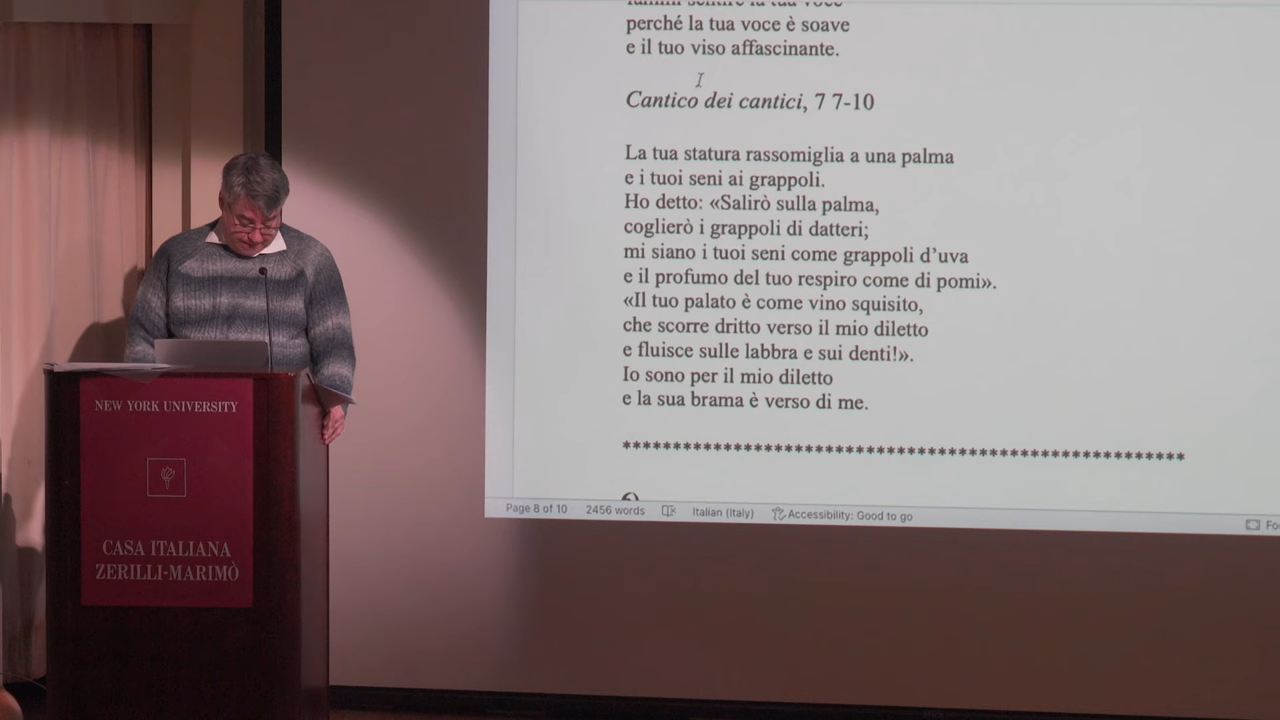 perché la tua voce è soave
e il tuo viso affascinante.
Cantico dei cantici, 7 7-10
La tua statura rassomiglia a una palma
e i tuoi seni ai grappoli.
Ho detto: «Salirò sulla palma,
coglierò i grappoli di datteri;
mi siano i tuoi seni come grappoli d'uva
e il profumo del tuo respiro come di pomi».
«Il tuo palato è come vino squisito,
che scorre dritto verso il mio diletto
e fluisce sulle labbra e sui denti!».
Io sono per il mio diletto
e la sua brama è verso di me.
********************************************************
Page 8 of 10 2456 words Italian (Italy) Accessibility: Good to go
NEW YORK UNIVERSITY
CASA ITALIANA
ZERILLI-MARIMÒ